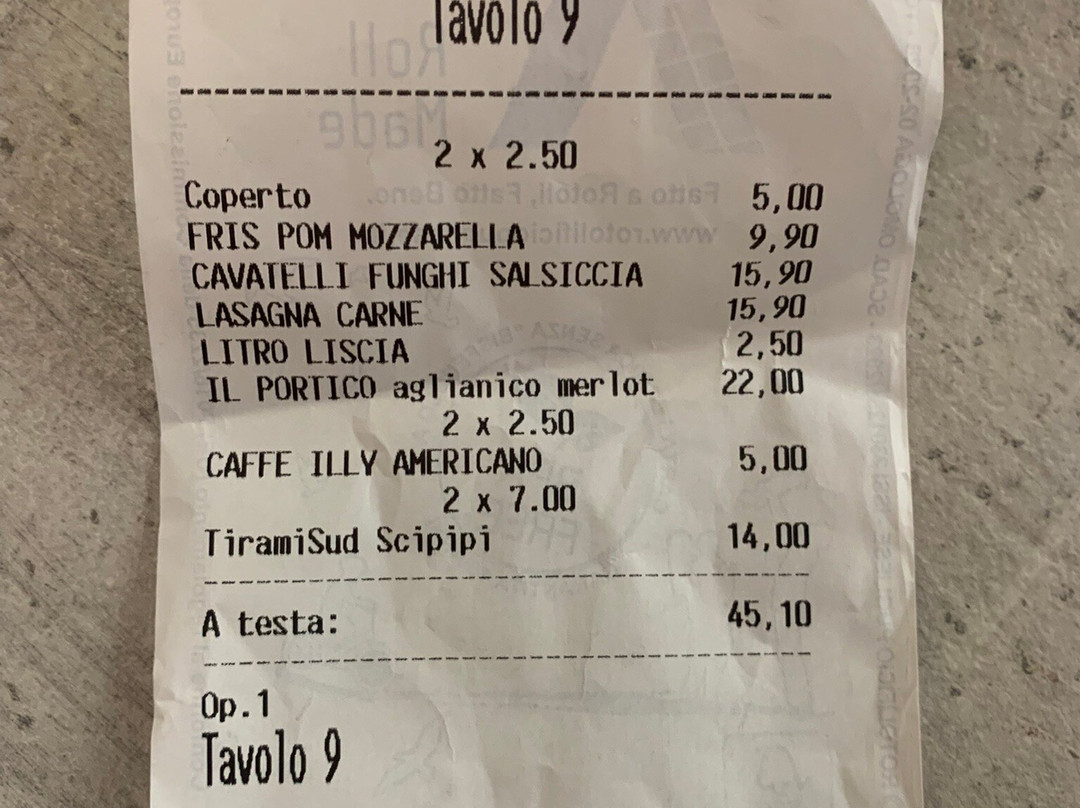 Tavolo 9
2 x 2.50
Coperto 5,00
FRIS POM MOZZARELLA 9,90
CAVATELLI FUNGHI SALSICCIA 15,90
LASAGNA CARNE 15,90
LITRO LISCIA 2,50
IL PORTICO aglianico merlot 22,00
2 x 2.50
CAFFE ILLY AMERICANO 5,00
2 x 7.00
TiramiSud Scipipi 14,00
A testa: 45,10
Op.1
Tavolo 9